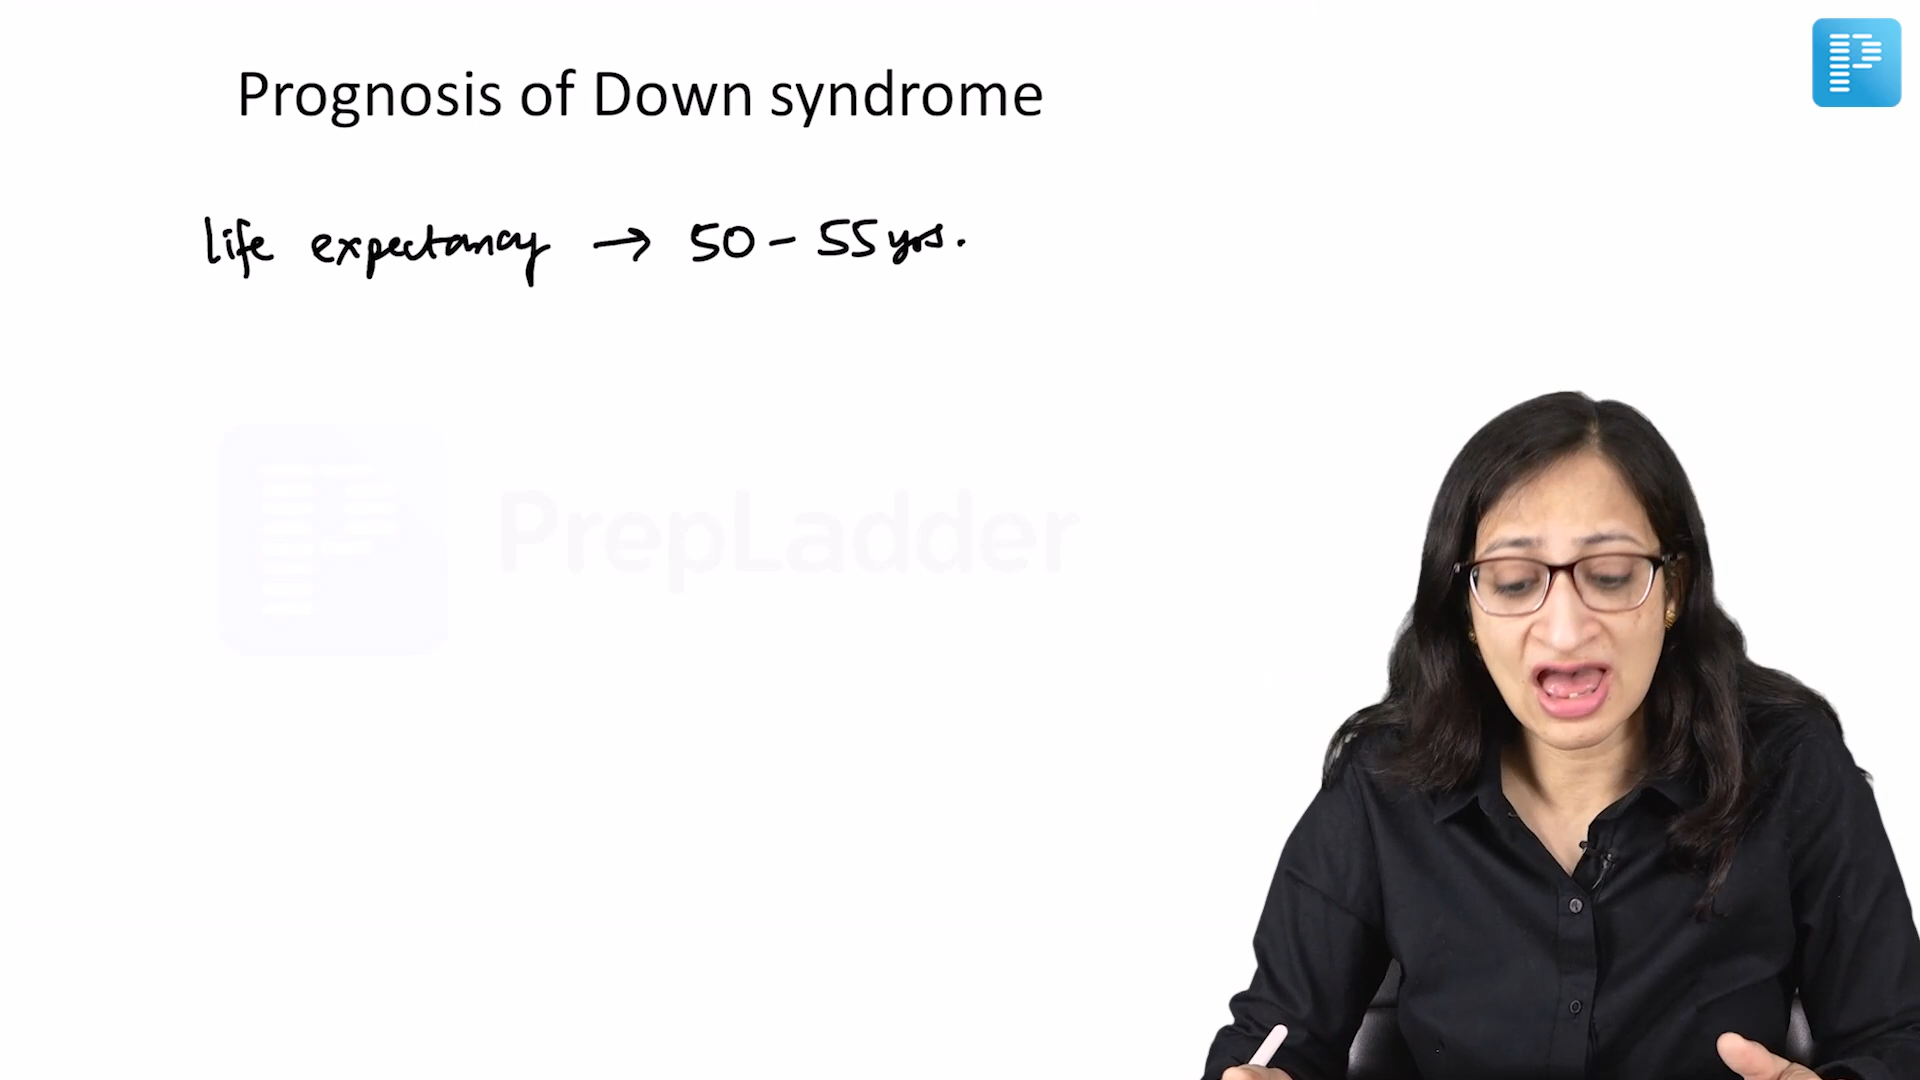 Prognosis of Down syndrome
life expectancy → 50 - 55 yrs.
PrepLadder